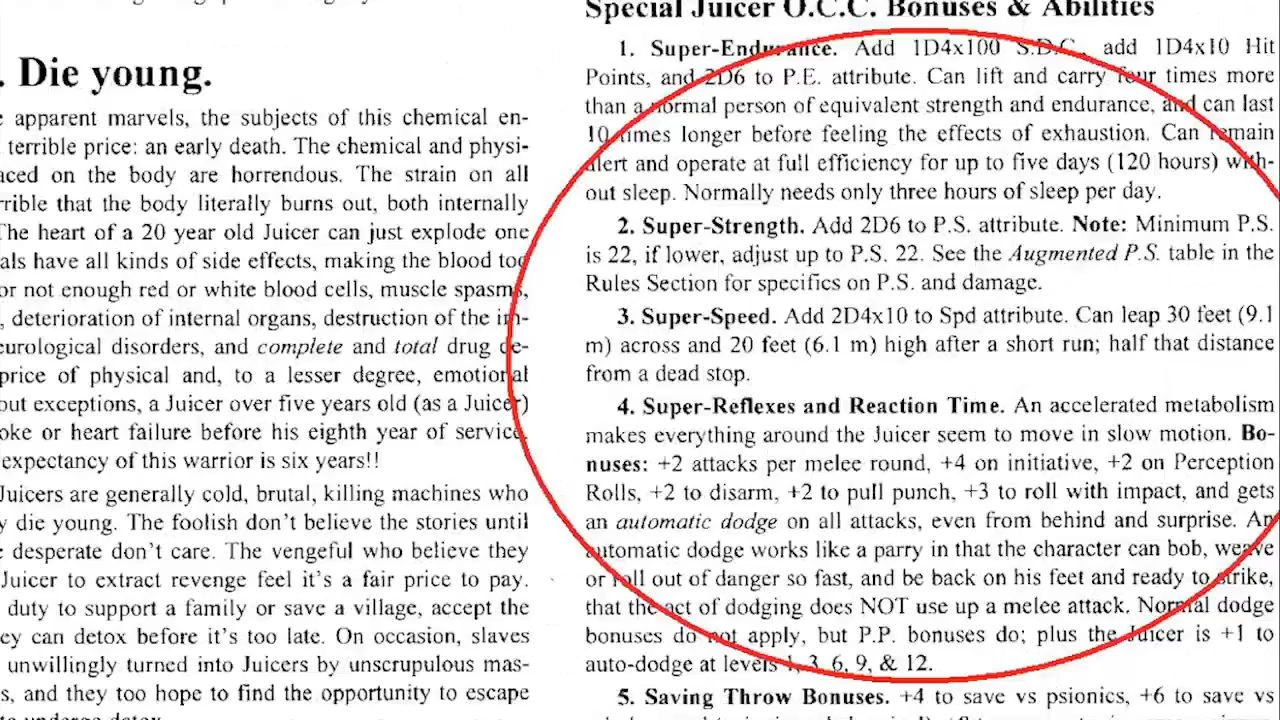 . Die young.
apparent marvels, the subjects of this chemical en-
terrible price: an early death. The chemical and physi-
aced on the body are horrendous. The strain on all
rrible that the body literally burns out, both internally
The heart of a 20 year old Juicer can just explode one
als have all kinds of side effects, making the blood too
or not enough red or white blood cells, muscle spasms,
, deterioration of internal organs, destruction of the im-
eurological disorders, and complete and total drug de-
price of physical and, to a lesser degree, emotional
out exceptions, a Juicer over five years old (as a Juicer)
oke or heart failure before his eighth year of service.
expectancy of this warrior is six years!!
Juicers are generally cold, brutal, killing machines who
y die young. The foolish don't believe the stories until
desperate don't care. The vengeful who believe they
Juicer to extract revenge feel it's a fair price to pay.
duty to support a family or save a village, accept the
ey can detox before it's too late. On occasion, slaves
unwillingly turned into Juicers by unscrupulous mas-
s, and they too hope to find the opportunity to escape
Special Juicer O.C.C. Bonuses & Abilities
1. Super-Endurance. Add 1D4x100 S.D.C., add 1D4x10 Hit
Points, and 2D6 to P.E. attribute. Can lift and carry four times more
than a normal person of equivalent strength and endurance, and can last
10 times longer before feeling the effects of exhaustion. Can remain
alert and operate at full efficiency for up to five days (120 hours) with-
out sleep. Normally needs only three hours of sleep per day.
2. Super-Strength. Add 2D6 to P.S. attribute. Note: Minimum P.S.
is 22, if lower, adjust up to P.S. 22. See the Augmented P.S. table in the
Rules Section for specifics on P.S. and damage.
3. Super-Speed. Add 2D4x10 to Spd attribute. Can leap 30 feet (9.1
m) across and 20 feet (6.1 m) high after a short run; half that distance
from a dead stop.
4. Super-Reflexes and Reaction Time. An accelerated metabolism
makes everything around the Juicer seem to move in slow motion. Bo-
nuses: +2 attacks per melee round, +4 on initiative, +2 on Perception
Rolls, +2 to disarm, +2 to pull punch, +3 to roll with impact, and gets
an automatic dodge on all attacks, even from behind and surprise. An
automatic dodge works like a parry in that the character can bob, weave
or roll out of danger so fast, and be back on his feet and ready to strike,
that the act of dodging does NOT use up a melee attack. Normal dodge
bonuses do not apply, but P.P. bonuses do; plus the Juicer is +1 to
auto-dodge at levels 1, 3, 6, 9, & 12.
5. Saving Throw Bonuses. +4 to save vs psionics, +6 to save vs